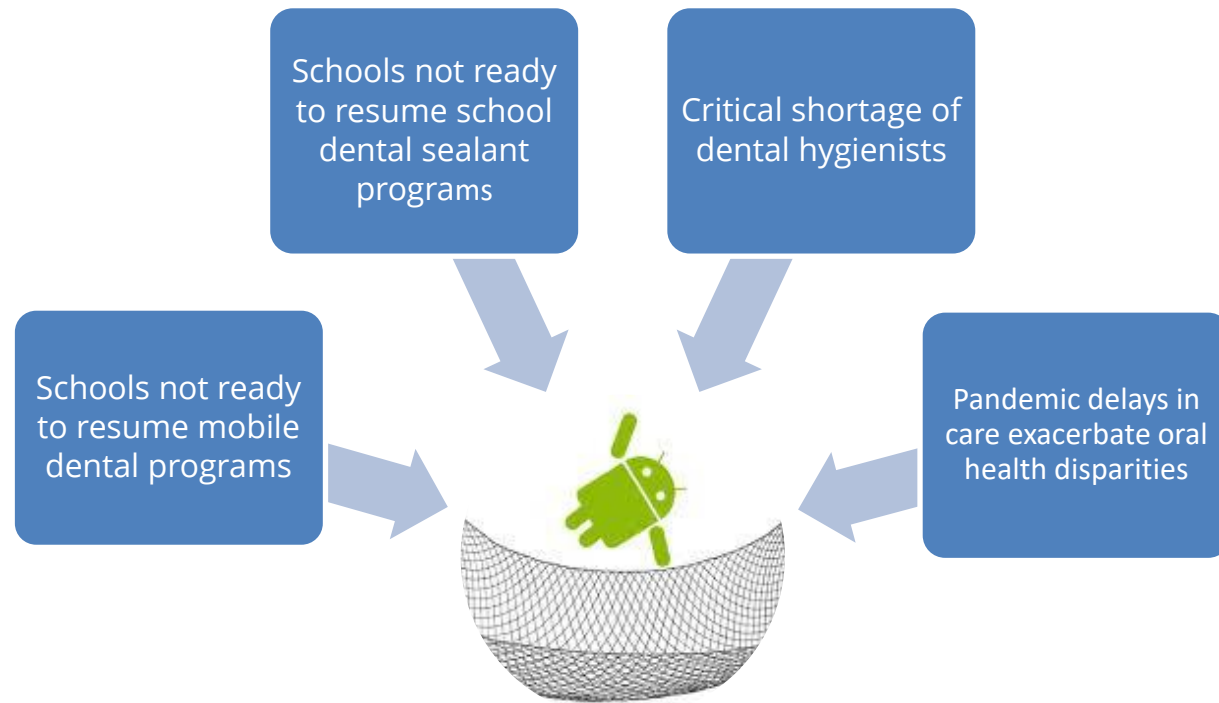 Schools not ready
to resume school
dental sealant
programs
Critical shortage of
dental hygienists
Schools not ready
to resume mobile
dental programs
Pandemic delays in
care exacerbate oral
health disparities